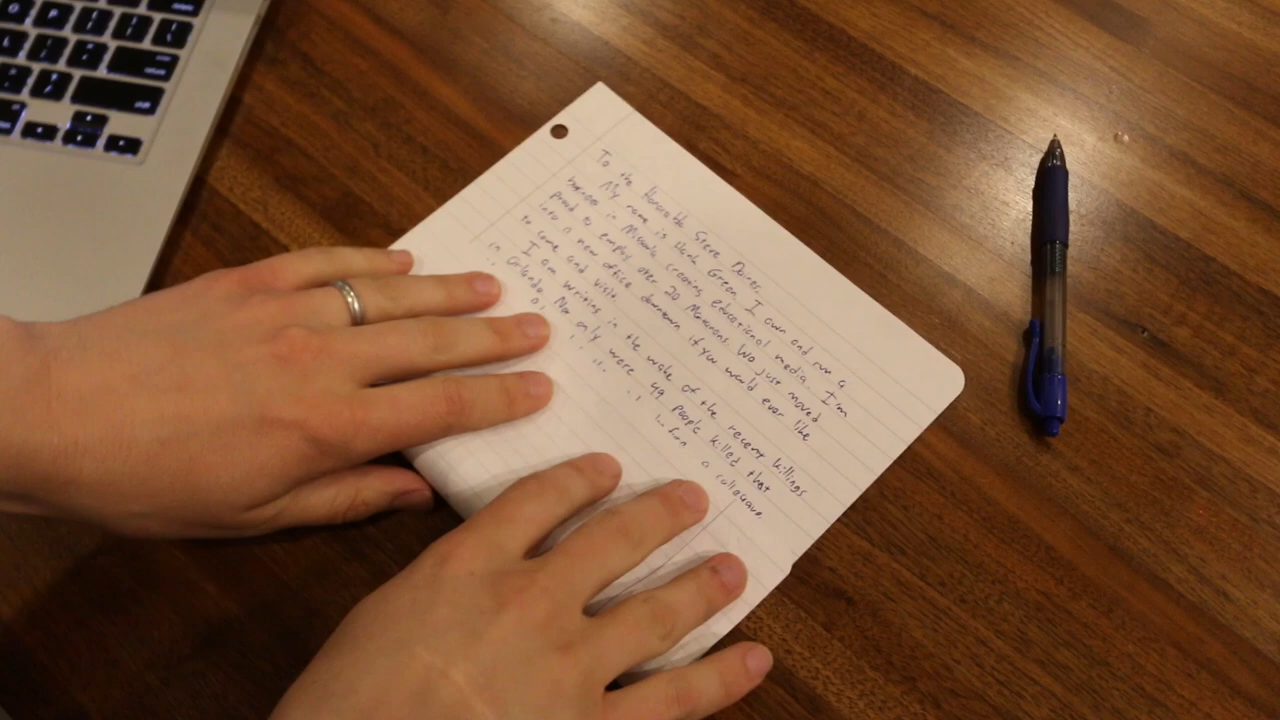 To the Honorable Steve Daines,
My name is Hank Green. I own and run a
business in Missoula creating educational media. I'm
proud to employ over 20 Montanans. We just moved
into a new office downtown if you would ever like
to come and visit.
I am writing in the wake of the recent killings
in Orlando. Not only were 49 people killed that
a colleague.